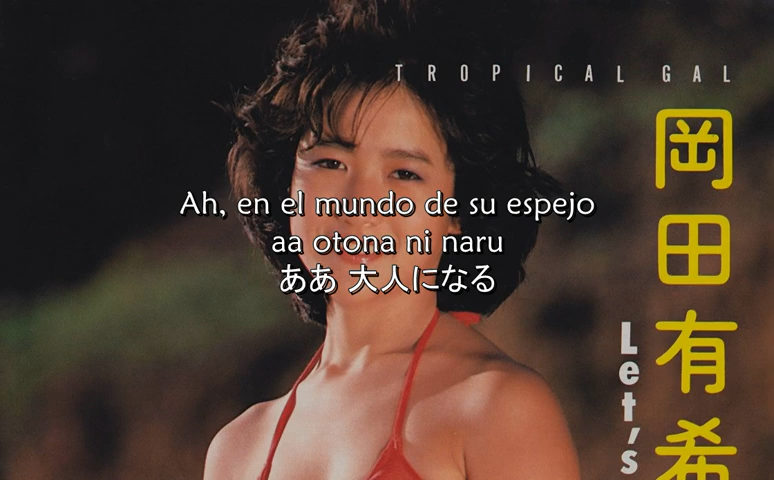 TROPICAL GAL
岡田有希
Let's
Ah, en el mundo de su espejo
aa otona ni naru
ああ 大人になる